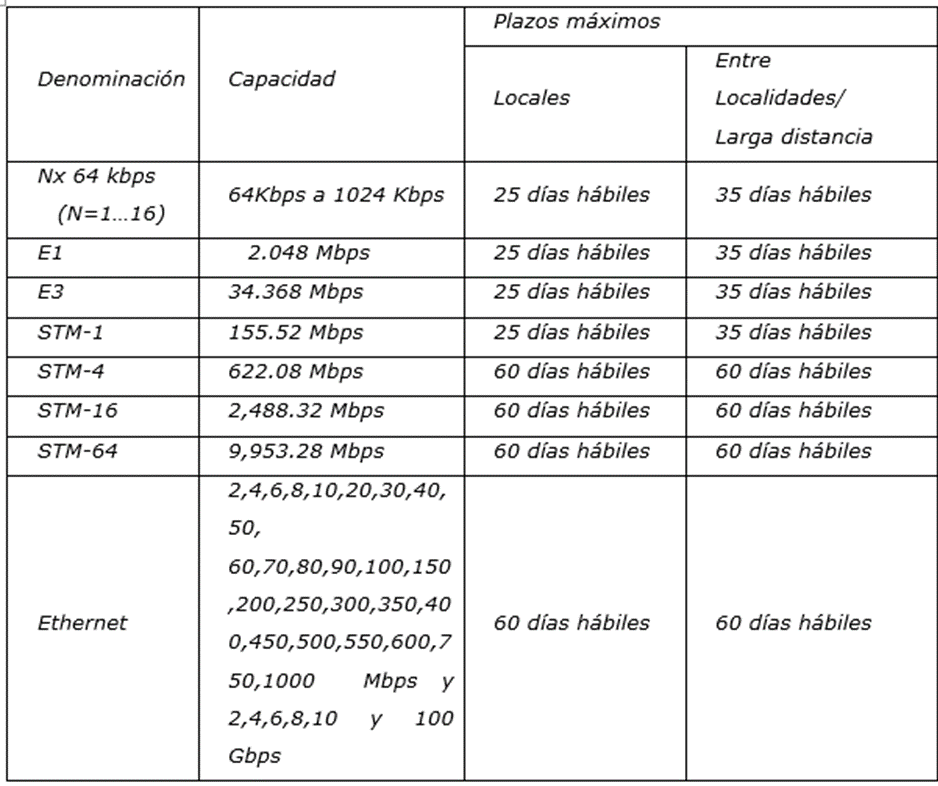 Denominación
Capacidad
Plazos máximos
Locales
Entre
Localidades/
Larga distancia
Nx 64 kbps
(N=1…16)
64Kbps a 1024 Kbps
25 días hábiles
35 días hábiles
E1
2.048 Mbps
25 días hábiles
35 días hábiles
E3
34.368 Mbps
25 días hábiles
35 días hábiles
STM-1
155.52 Mbps
25 días hábiles
35 días hábiles
STM-4
622.08 Mbps
60 días hábiles
60 días hábiles
STM-16
2,488.32 Mbps
60 días hábiles
60 días hábiles
STM-64
9,953.28 Mbps
60 días hábiles
60 días hábiles
Ethernet
2,4,6,8,10,20,30,40,
50,
60,70,80,90,100,150
,200,250,300,350,40
0,450,500,550,600,7
50,1000 Mbps y
2,4,6,8,10 y 100
Gbps
60 días hábiles
60 días hábiles